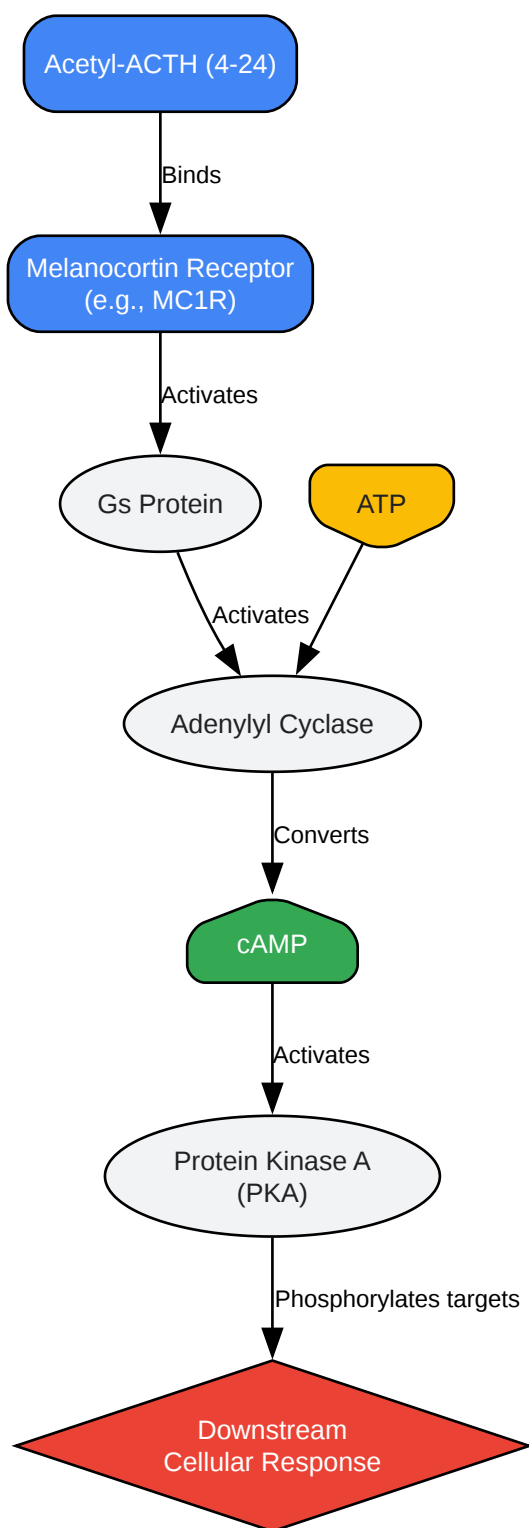 Acetyl-ACTH (4-24)
Binds
Melanocortin Receptor
(e.g., MC1R)
Activates
Gs Protein
ATP
Activates
Adenylyl Cyclase
Converts
cAMP
Activates
Protein Kinase A
(PKA)
Phosphorylates targets
Downstream
Cellular Response